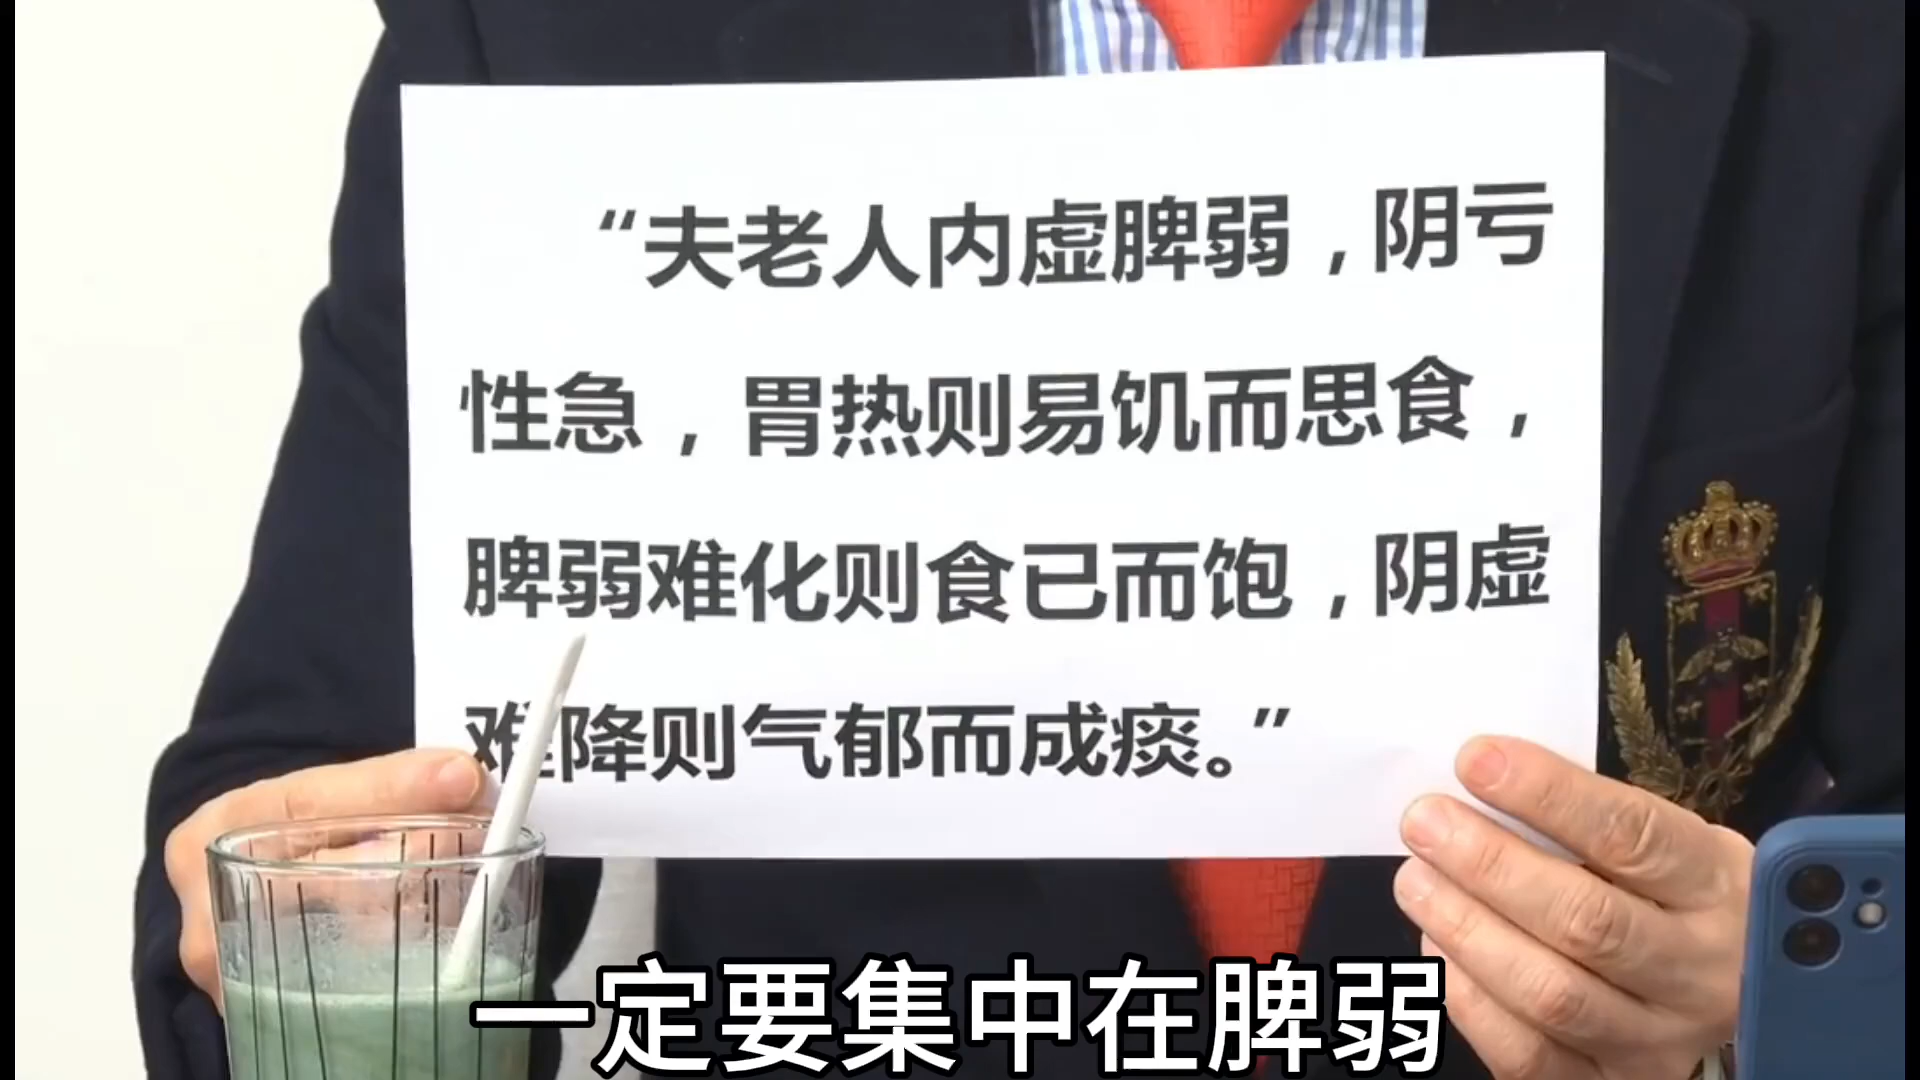 “夫老人内虚脾弱，阴亏
性急，胃热则易饥而思食，
脾弱难化则食已而饱，阴虚
难降则气郁而成痰。”
一定要集中在脾弱